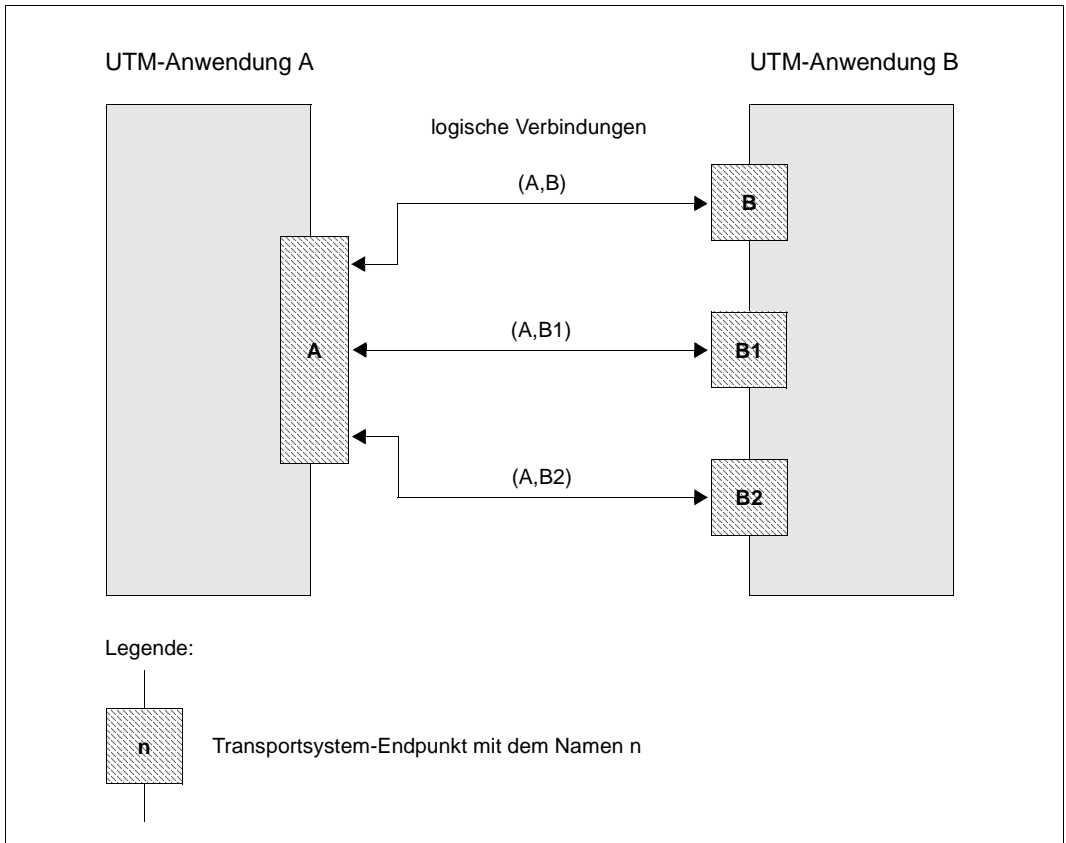 UTM-Anwendung A
UTM-Anwendung B
logische Verbindungen
(A,B)
B
A
(A,B1)
B1
(A,B2)
B2
Legende:
n
Transportsystem-Endpunkt mit dem Namen n